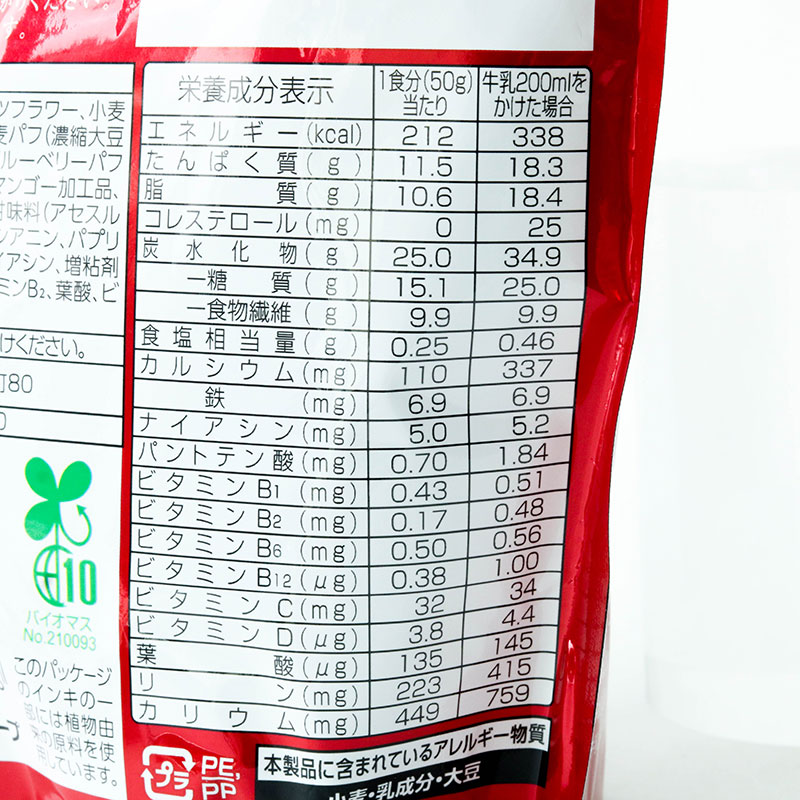 ください。
す。
ツフラワー、小麦
麦パフ(濃縮大豆
ルーベリーパフ
マンゴー加工品、
甘味料(アセスル
シアニン、パプリ
イアシン、増粘剤
ミンB₂、葉酸、ビ
けください。
町80
0
栄養成分表示 1食分(50g)当たり 牛乳200mlをかけた場合
エネルギー(kcal) 212 338
たんぱく質(g) 11.5 18.3
脂質(g) 10.6 18.4
コレステロール(mg) 0 25
炭水化物(g) 25.0 34.9
―糖質(g) 15.1 25.0
―食物繊維(g) 9.9 9.9
食塩相当量(g) 0.25 0.46
カルシウム(mg) 110 337
鉄(mg) 6.9 6.9
ナイアシン(mg) 5.0 5.2
パントテン酸(mg) 0.70 1.84
ビタミンB₁(mg) 0.43 0.51
ビタミンB₂(mg) 0.17 0.48
ビタミンB₆(mg) 0.50 0.56
ビタミンB₁₂(μg) 0.38 1.00
ビタミンC(mg) 32 34
ビタミンD(μg) 3.8 4.4
葉酸(μg) 135 145
リン(mg) 223 415
カリウム(mg) 449 759
10
バイオマス
No.210093
このパッケージ
のインキの一
部には植物由
来の原料を使
用しています。
プラ
PE,
PP
本製品に含まれているアレルギー物質
小麦・乳成分・大豆